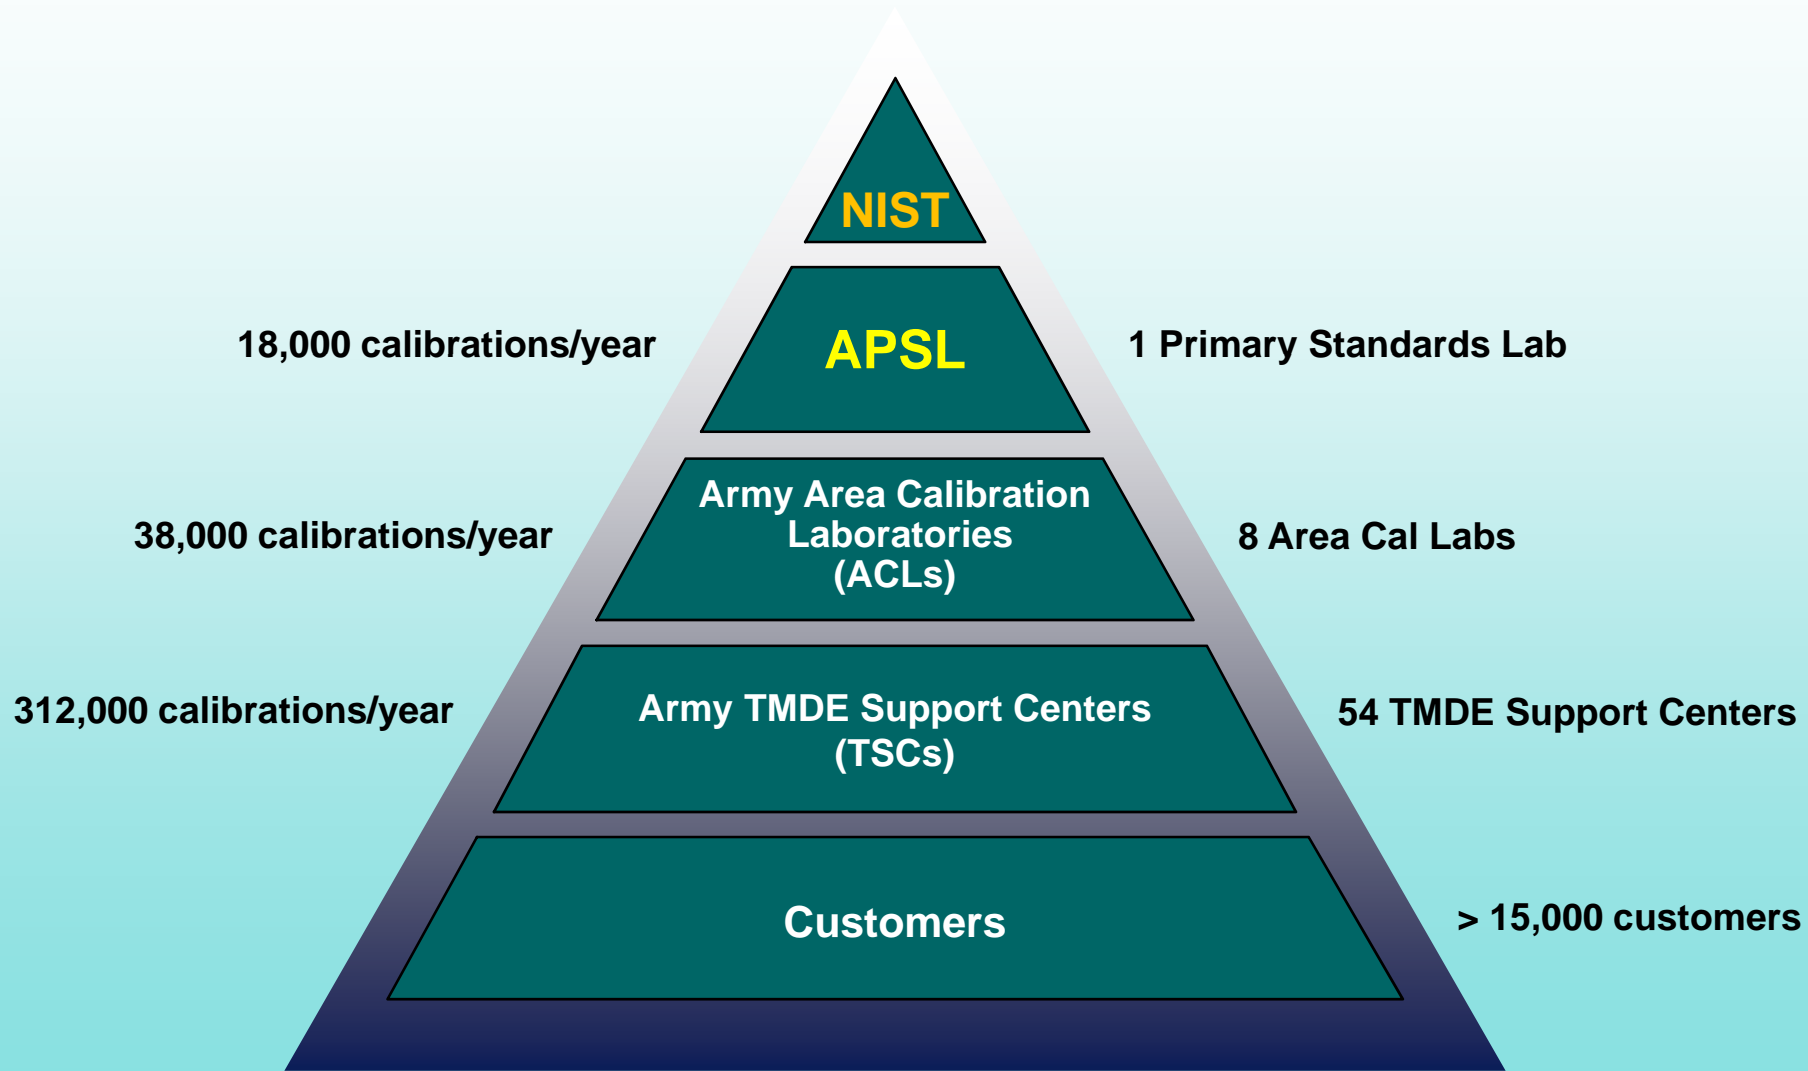 NIST
18,000 calibrations/year
APSL
1 Primary Standards Lab
38,000 calibrations/year
Army Area Calibration
Laboratories
(ACLs)
8 Area Cal Labs
312,000 calibrations/year
Army TMDE Support Centers
(TSCs)
54 TMDE Support Centers
Customers
> 15,000 customers